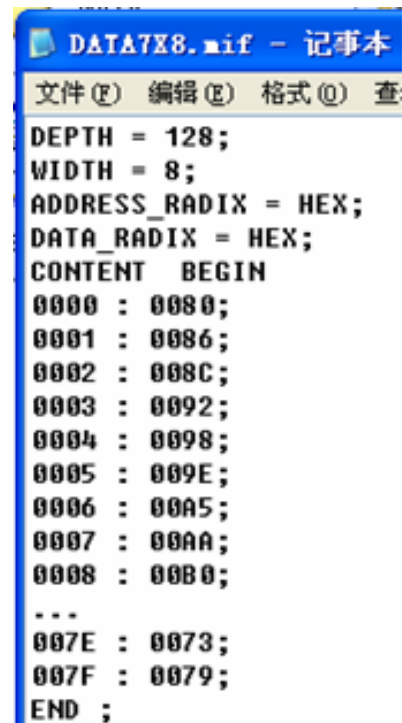 DATA7X8.mif - 记事本
文件(F) 编辑(E) 格式(O) 查
DEPTH = 128;
WIDTH = 8;
ADDRESS_RADIX = HEX;
DATA_RADIX = HEX;
CONTENT BEGIN
0000 : 0080;
0001 : 0086;
0002 : 008C;
0003 : 0092;
0004 : 0098;
0005 : 009E;
0006 : 00A5;
0007 : 00AA;
0008 : 00B0;
...
007E : 0073;
007F : 0079;
END ;